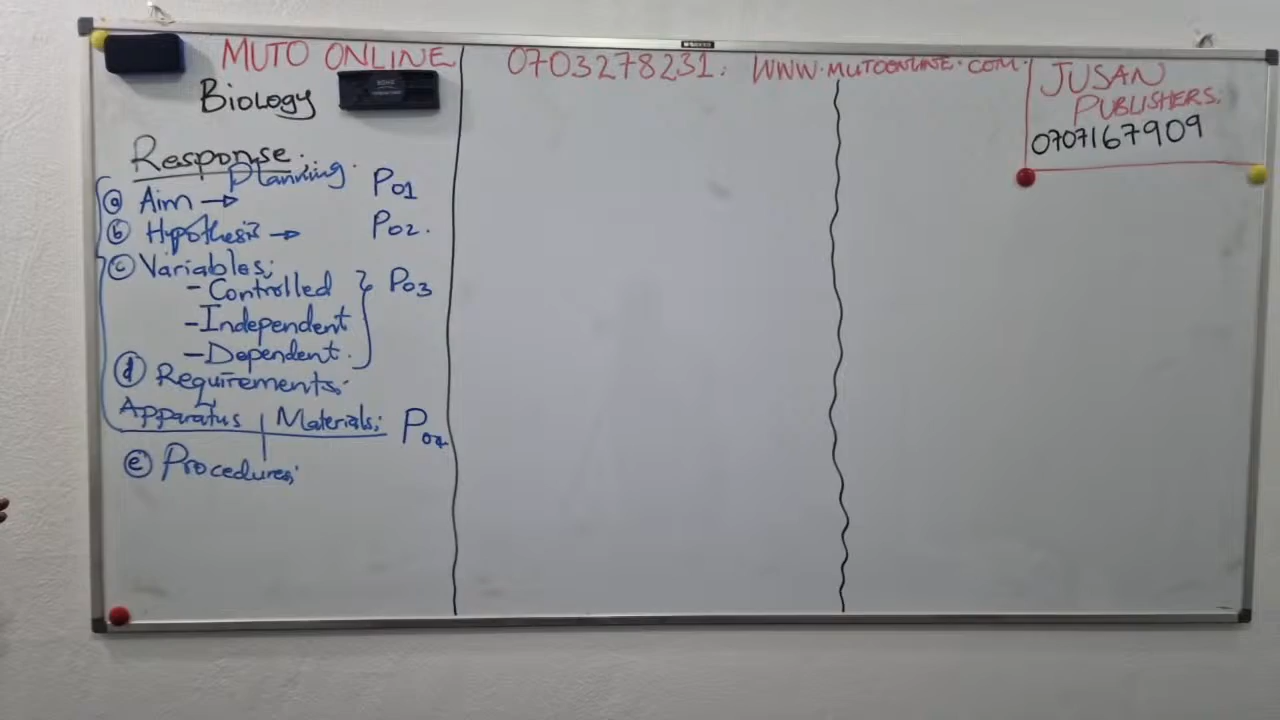 MUTO ONLINE
0703278231. WWW.MUTOONLINE.COM.
JUSAN
PUBLISHERS.
0707167909
Biology
Response.
Planning.
(a) Aim → P01
(b) Hypothesis → P02.
(c) Variables;
- Controlled } P03
- Independent
- Dependent.
(d) Requirements.
Apparatus | Materials; P04
(e) Procedures;